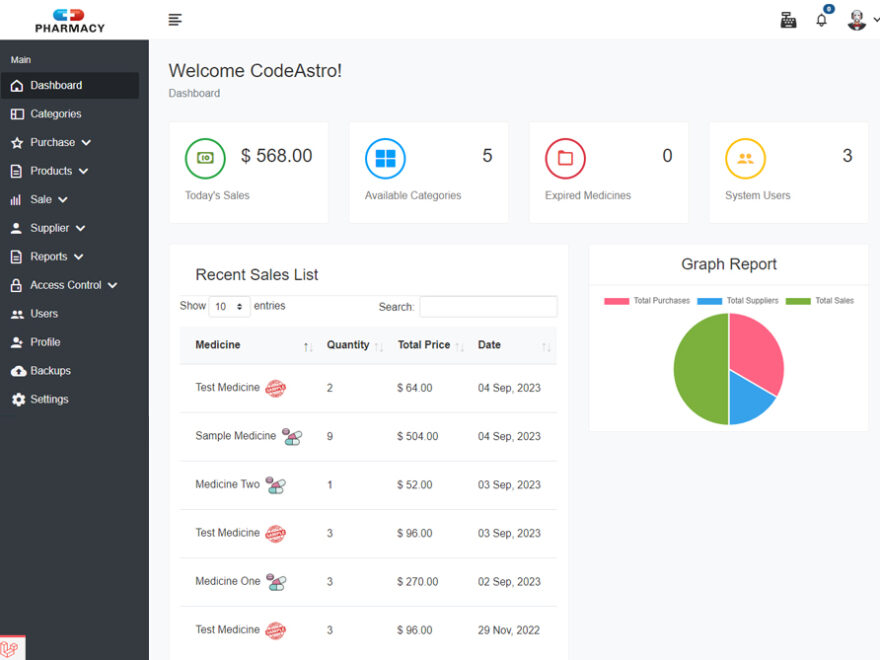 PHARMACY
0
Main
Dashboard
Categories
Purchase
Products
Sale
Supplier
Reports
Access Control
Users
Profile
Backups
Settings
Welcome CodeAstro!
Dashboard
$ 568.00
Today's Sales
5
Available Categories
0
Expired Medicines
3
System Users
Recent Sales List
Show 10 entries Search:
Medicine Quantity Total Price Date
Test Medicine SAMPLE 2 $ 64.00 04 Sep, 2023
Sample Medicine 9 $ 504.00 04 Sep, 2023
Medicine Two 1 $ 52.00 03 Sep, 2023
Test Medicine SAMPLE 3 $ 96.00 03 Sep, 2023
Medicine One 3 $ 270.00 02 Sep, 2023
Test Medicine SAMPLE 3 $ 96.00 29 Nov, 2022
Graph Report
Total Purchases Total Suppliers Total Sales